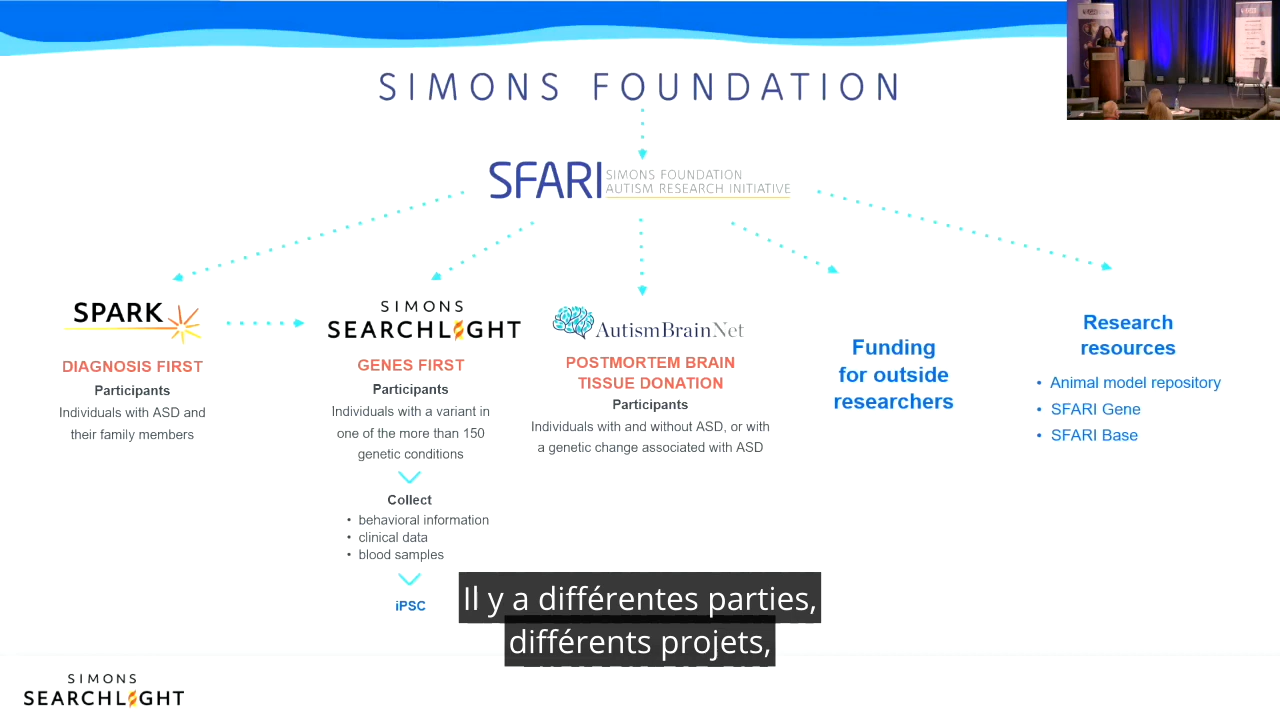 SIMONS FOUNDATION
SFARI
SIMONS FOUNDATION
AUTISM RESEARCH INITIATIVE
SPARK
DIAGNOSIS FIRST
Participants
Individuals with ASD and
their family members
SIMONS
SEARCHLIGHT
GENES FIRST
Participants
Individuals with a variant in
one of the more than 150
genetic conditions
Collect
• behavioral information
• clinical data
• blood samples
iPSC
AutismBrainNet
POSTMORTEM BRAIN
TISSUE DONATION
Participants
Individuals with and without ASD, or with
a genetic change associated with ASD
Funding
for outside
researchers
Research
resources
• Animal model repository
• SFARI Gene
• SFARI Base
Il y a différentes parties,
différents projets,
SIMONS
SEARCHLIGHT